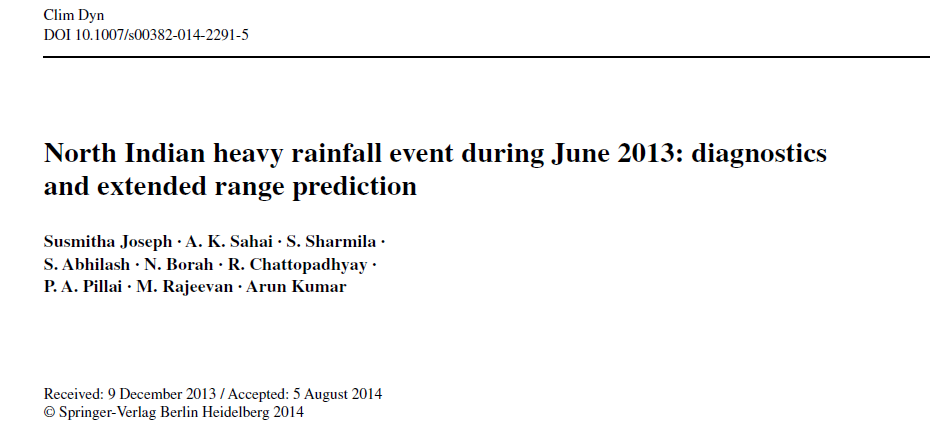 Clim Dyn
DOI 10.1007/s00382-014-2291-5
North Indian heavy rainfall event during June 2013: diagnostics
and extended range prediction
Susmitha Joseph · A. K. Sahai · S. Sharmila ·
S. Abhilash · N. Borah · R. Chattopadhyay ·
P. A. Pillai · M. Rajeevan · Arun Kumar
Received: 9 December 2013 / Accepted: 5 August 2014
© Springer-Verlag Berlin Heidelberg 2014